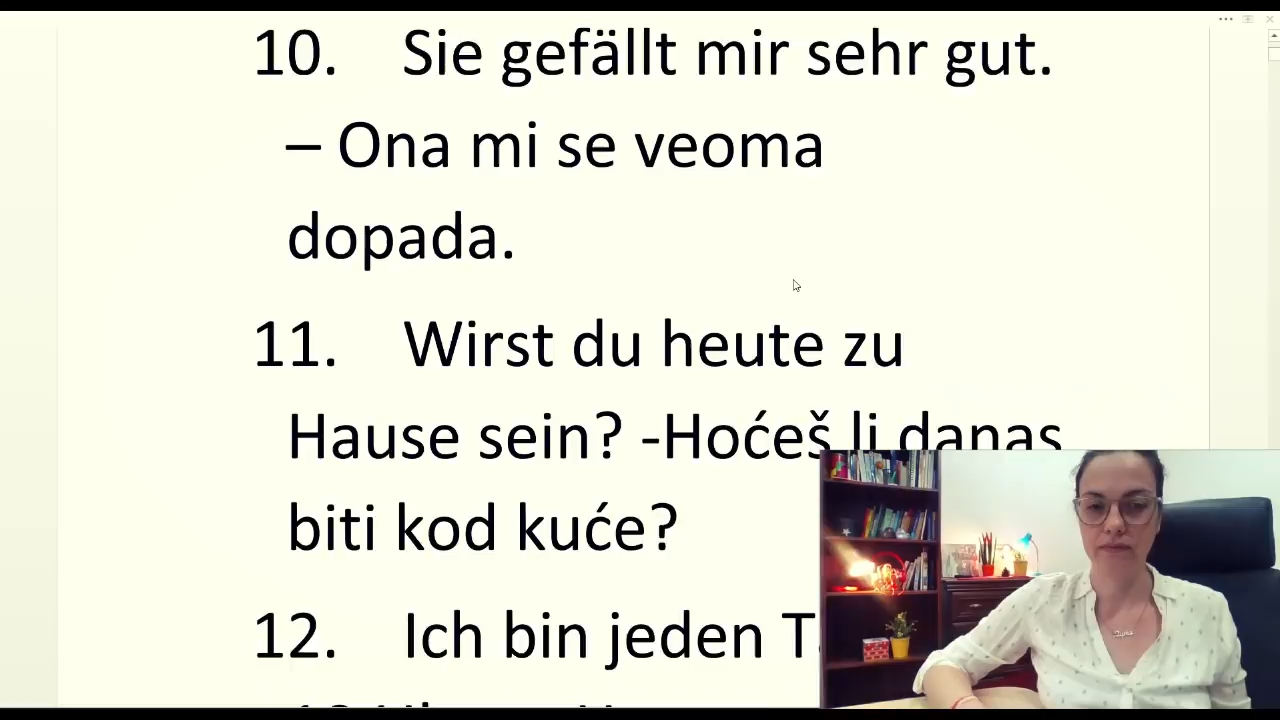 10. Sie gefällt mir sehr gut.
– Ona mi se veoma
dopada.
11. Wirst du heute zu
Hause sein? -Hoćeš li danas
biti kod kuće?
12. Ich bin jeden